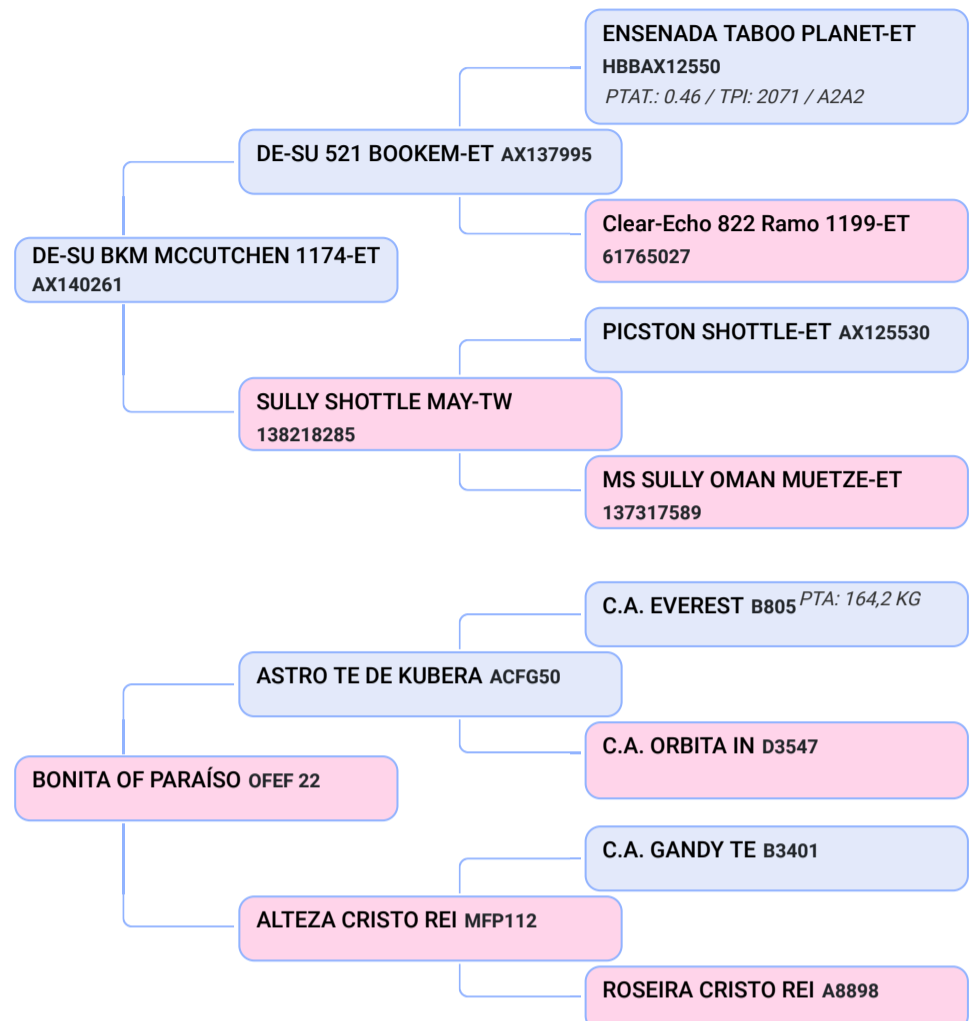 ENSENADA TABOO PLANET-ET
HBBAX12550
PTAT.: 0.46 / TPI: 2071 / A2A2
DE-SU 521 BOOKEM-ET AX137995
Clear-Echo 822 Ramo 1199-ET
61765027
DE-SU BKM MCCUTCHEN 1174-ET
AX140261
PICSTON SHOTTLE-ET AX125530
SULLY SHOTTLE MAY-TW
138218285
MS SULLY OMAN MUETZE-ET
137317589
C.A. EVEREST B805 PTA: 164,2 KG
ASTRO TE DE KUBERA ACFG50
C.A. ORBITA IN D3547
BONITA OF PARAÍSO OFEF 22
C.A. GANDY TE B3401
ALTEZA CRISTO REI MFP112
ROSEIRA CRISTO REI A8898